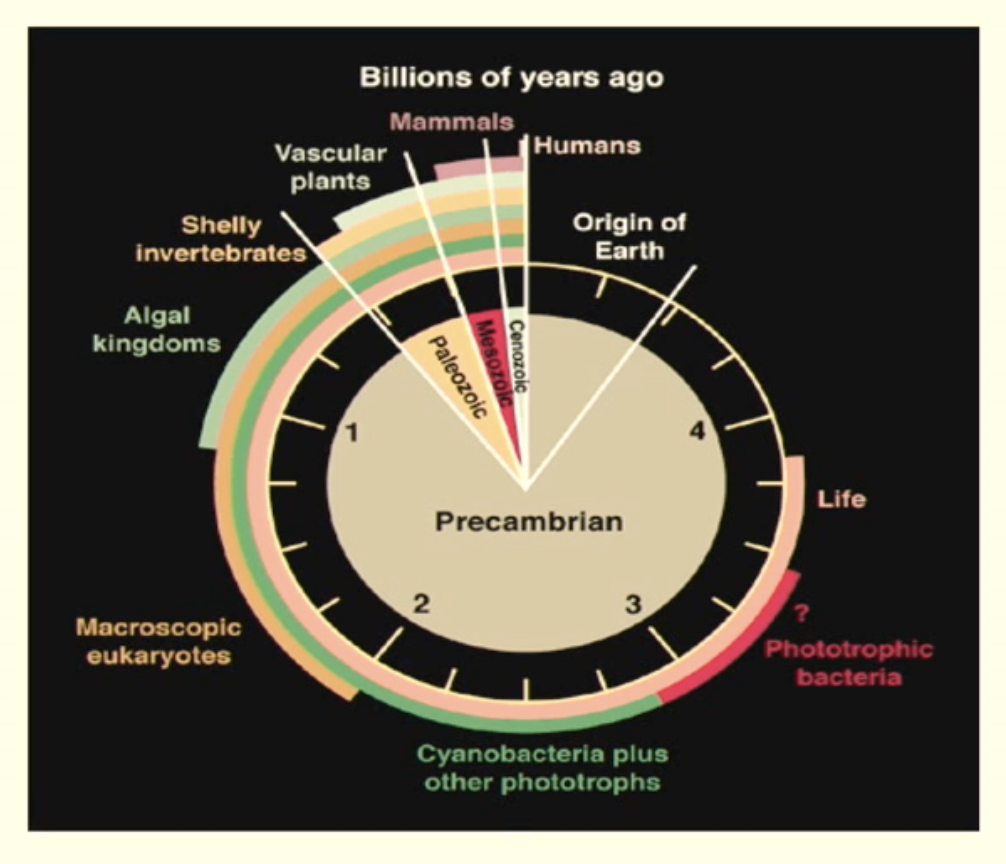 Billions of years ago
Mammals
Humans
Vascular
plants
Origin of
Earth
Shelly
invertebrates
Algal
kingdoms
Paleozoic
Mesozoic
Cenozoic
1
4
Life
Precambrian
2
3
?
Phototrophic
bacteria
Macroscopic
eukaryotes
Cyanobacteria plus
other phototrophs